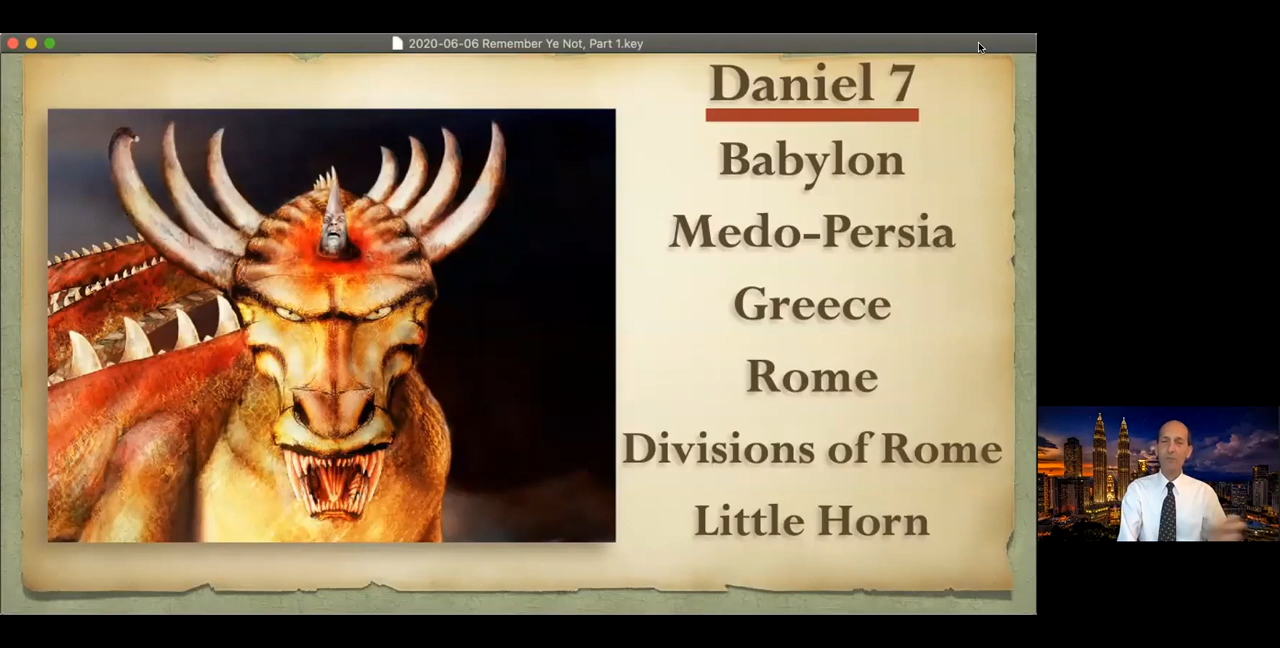 2020-06-06 Remember Ye Not, Part 1.key
Daniel 7
Babylon
Medo-Persia
Greece
Rome
Divisions of Rome
Little Horn